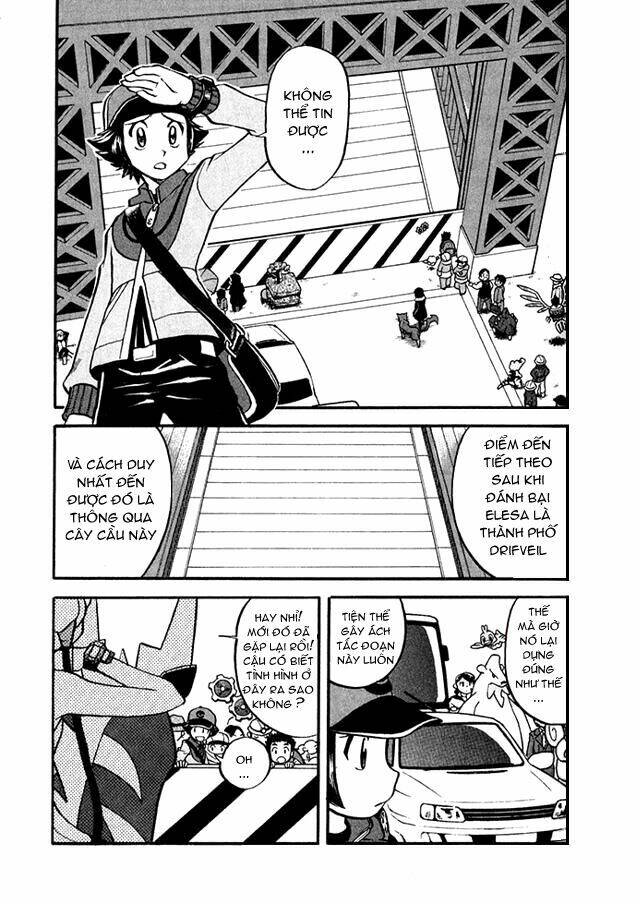 KHÔNG
THỂ TIN
ĐƯỢC
...
ĐIỂM ĐẾN
TIẾP THEO
SAU KHI
ĐÁNH BẠI
ELESA LÀ
THÀNH PHỐ
DRIFVEIL
VÀ CÁCH DUY
NHẤT ĐẾN
ĐƯỢC ĐÓ LÀ
THÔNG QUA
CÂY CẦU NÀY
THẾ
MÀ GIỜ
NÓ LẠI
DỤNG
ĐÚNG
NHƯ THẾ
...
TIỆN THỂ
GÂY ÁCH
TẮC ĐOẠN
NÀY LUÔN
HAY NHỈ!
MỚI ĐÓ ĐÃ
GẶP LẠI RỒI!
CẬU CÓ BIẾT
TÌNH HÌNH Ở
ĐÂY RA SAO
KHÔNG ?
OH
...